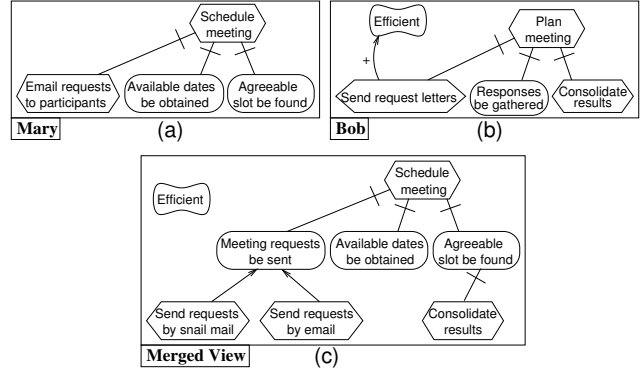 Schedule
meeting
Email requests
to participants
Available dates
be obtained
Agreeable
slot be found
Mary
(a)
Efficient
+
Plan
meeting
Send request letters
Responses
be gathered
Consolidate
results
Bob
(b)
Efficient
Schedule
meeting
Meeting requests
be sent
Available dates
be obtained
Agreeable
slot be found
Send requests
by snail mail
Send requests
by email
Consolidate
results
Merged View
(c)